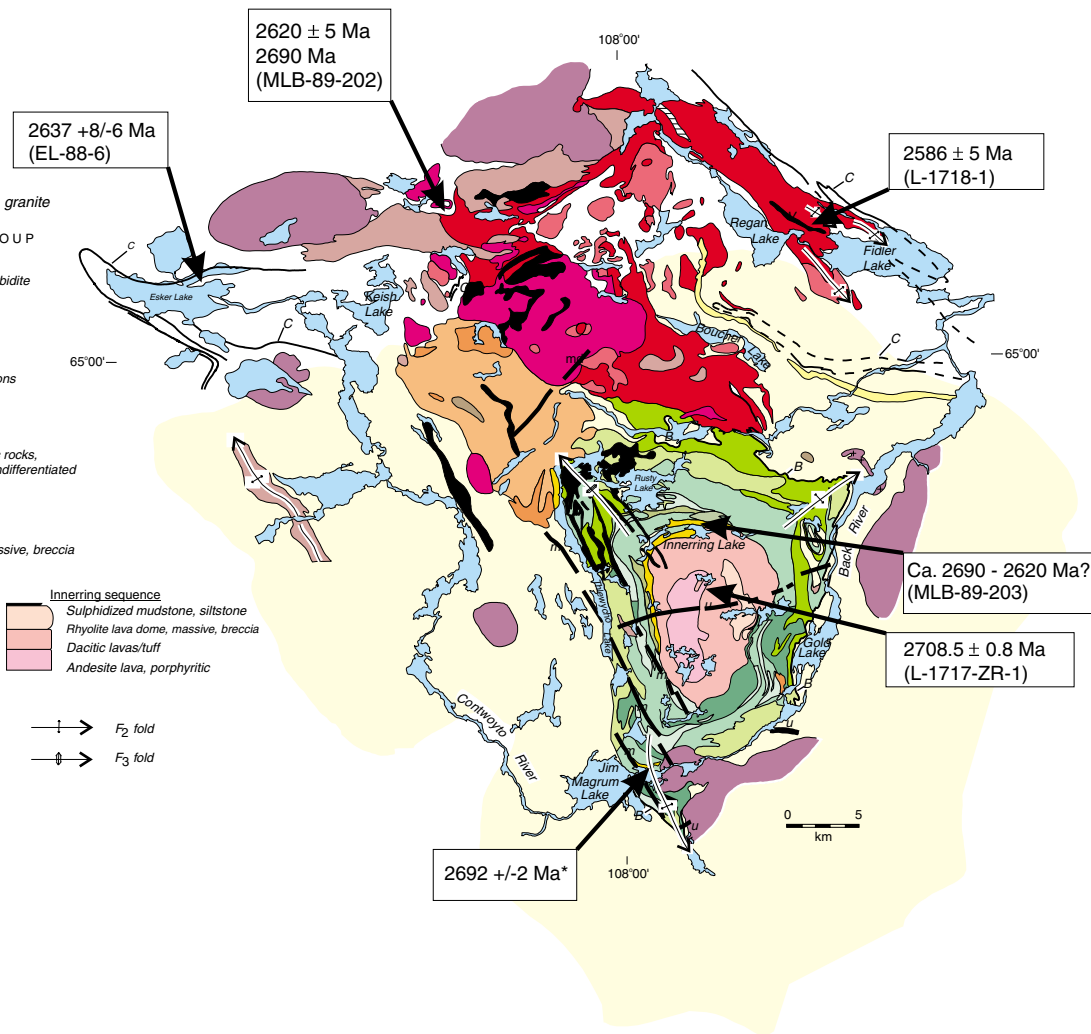 2620 ± 5 Ma
2690 Ma
(MLB-89-202)
108°00'
2637 +8/-6 Ma
(EL-88-6)
2586 ± 5 Ma
(L-1718-1)
granite
OUP
bidite
ons
rocks,
ndifferentiated
ssive, breccia
C
C
C
C
Regan
Lake
Fidler
Lake
Esker Lake
Keish
Lake
Bouchey Lake
65°00'
65°00'
B
B
Rusty
Lake
Innerring Lake
Back River
Ca. 2690 - 2620 Ma?
(MLB-89-203)
2708.5 ± 0.8 Ma
(L-1717-ZR-1)
Innerring sequence
Sulphidized mudstone, siltstone
Rhyolite lava dome, massive, breccia
Dacitic lavas/tuff
Andesite lava, porphyritic
m
u
m
Gold
Lake
B
u
F2 fold
F3 fold
Contwoyto
River
m
m
Jim
Magrum
Lake
B
u
0 5
km
2692 +/-2 Ma*
108°00'